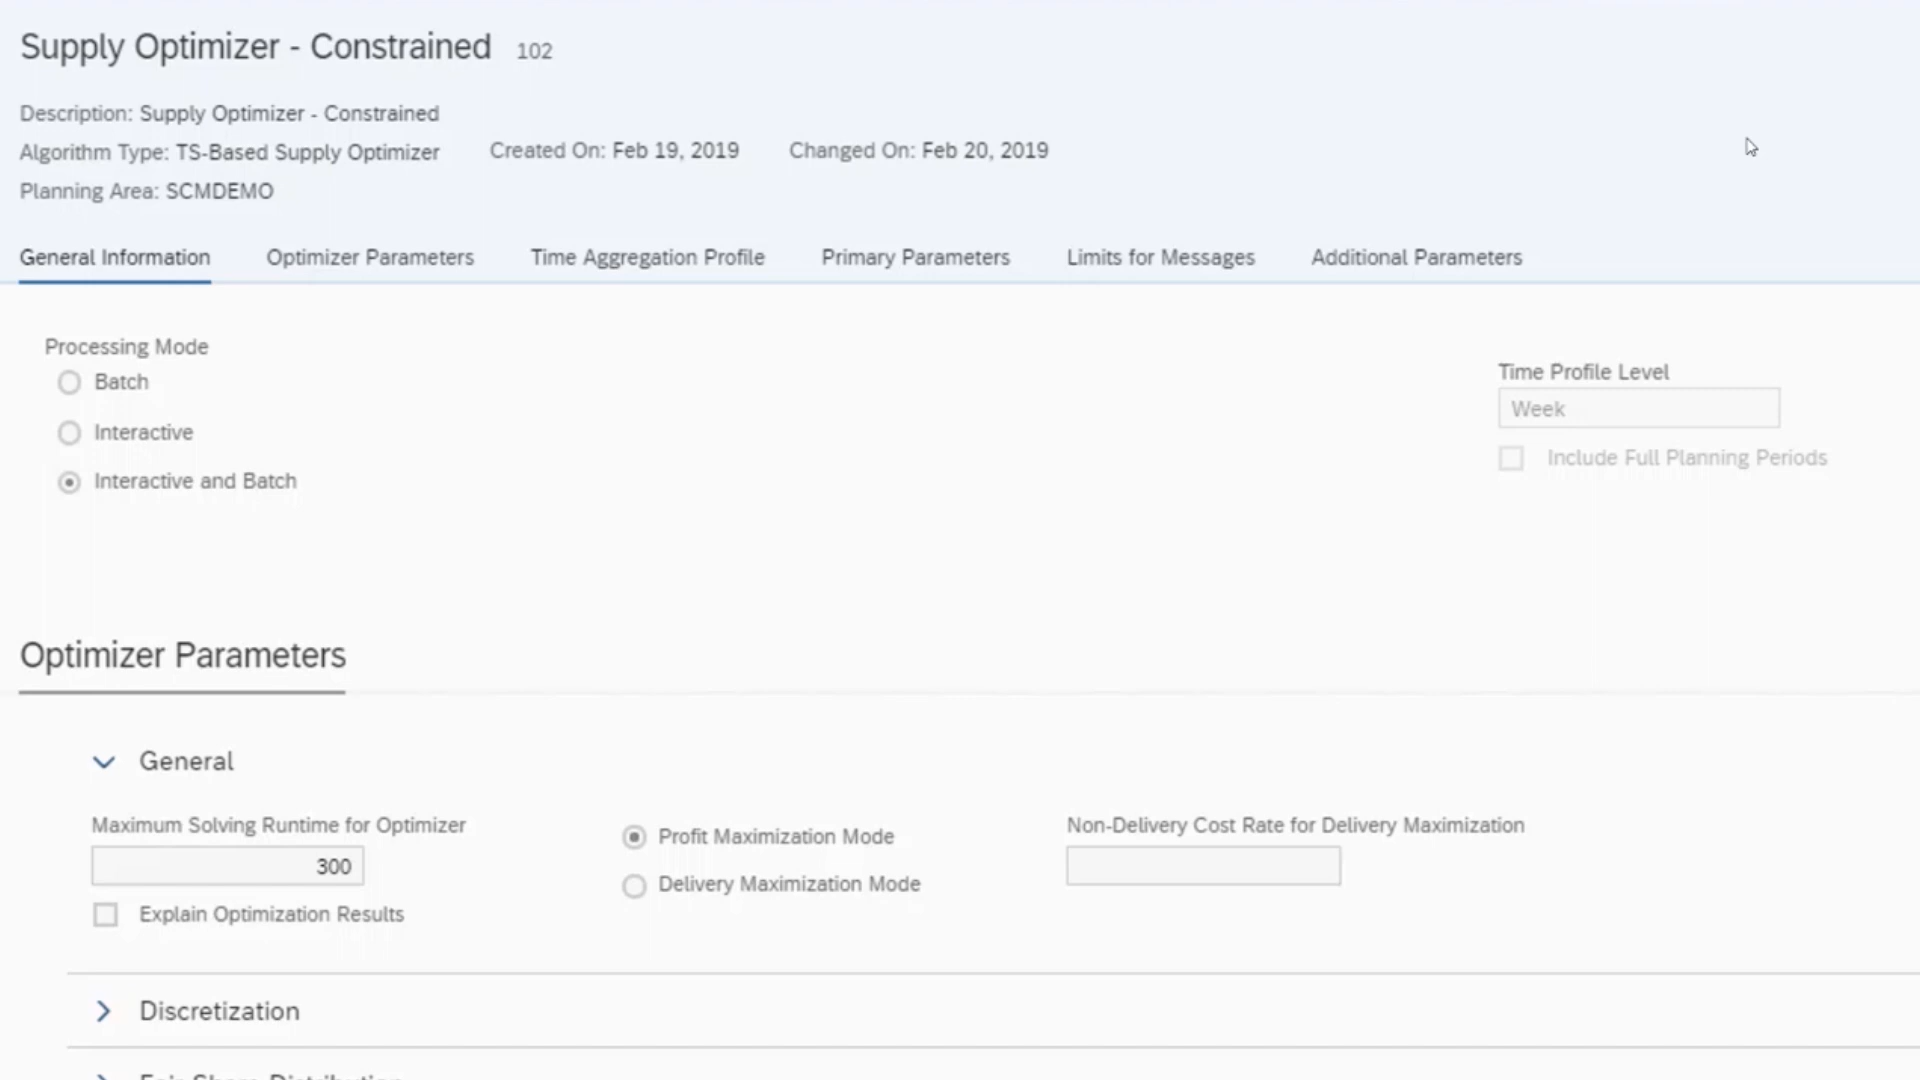 Supply Optimizer - Constrained 102
Description: Supply Optimizer - Constrained
Algorithm Type: TS-Based Supply Optimizer Created On: Feb 19, 2019 Changed On: Feb 20, 2019
Planning Area: SCMDEMO
General Information Optimizer Parameters Time Aggregation Profile Primary Parameters Limits for Messages Additional Parameters
Processing Mode
Batch
Interactive
Interactive and Batch
Time Profile Level
Week
Include Full Planning Periods
Optimizer Parameters
General
Maximum Solving Runtime for Optimizer
300
Explain Optimization Results
Profit Maximization Mode
Delivery Maximization Mode
Non-Delivery Cost Rate for Delivery Maximization
Discretization
Fair Share Distribution